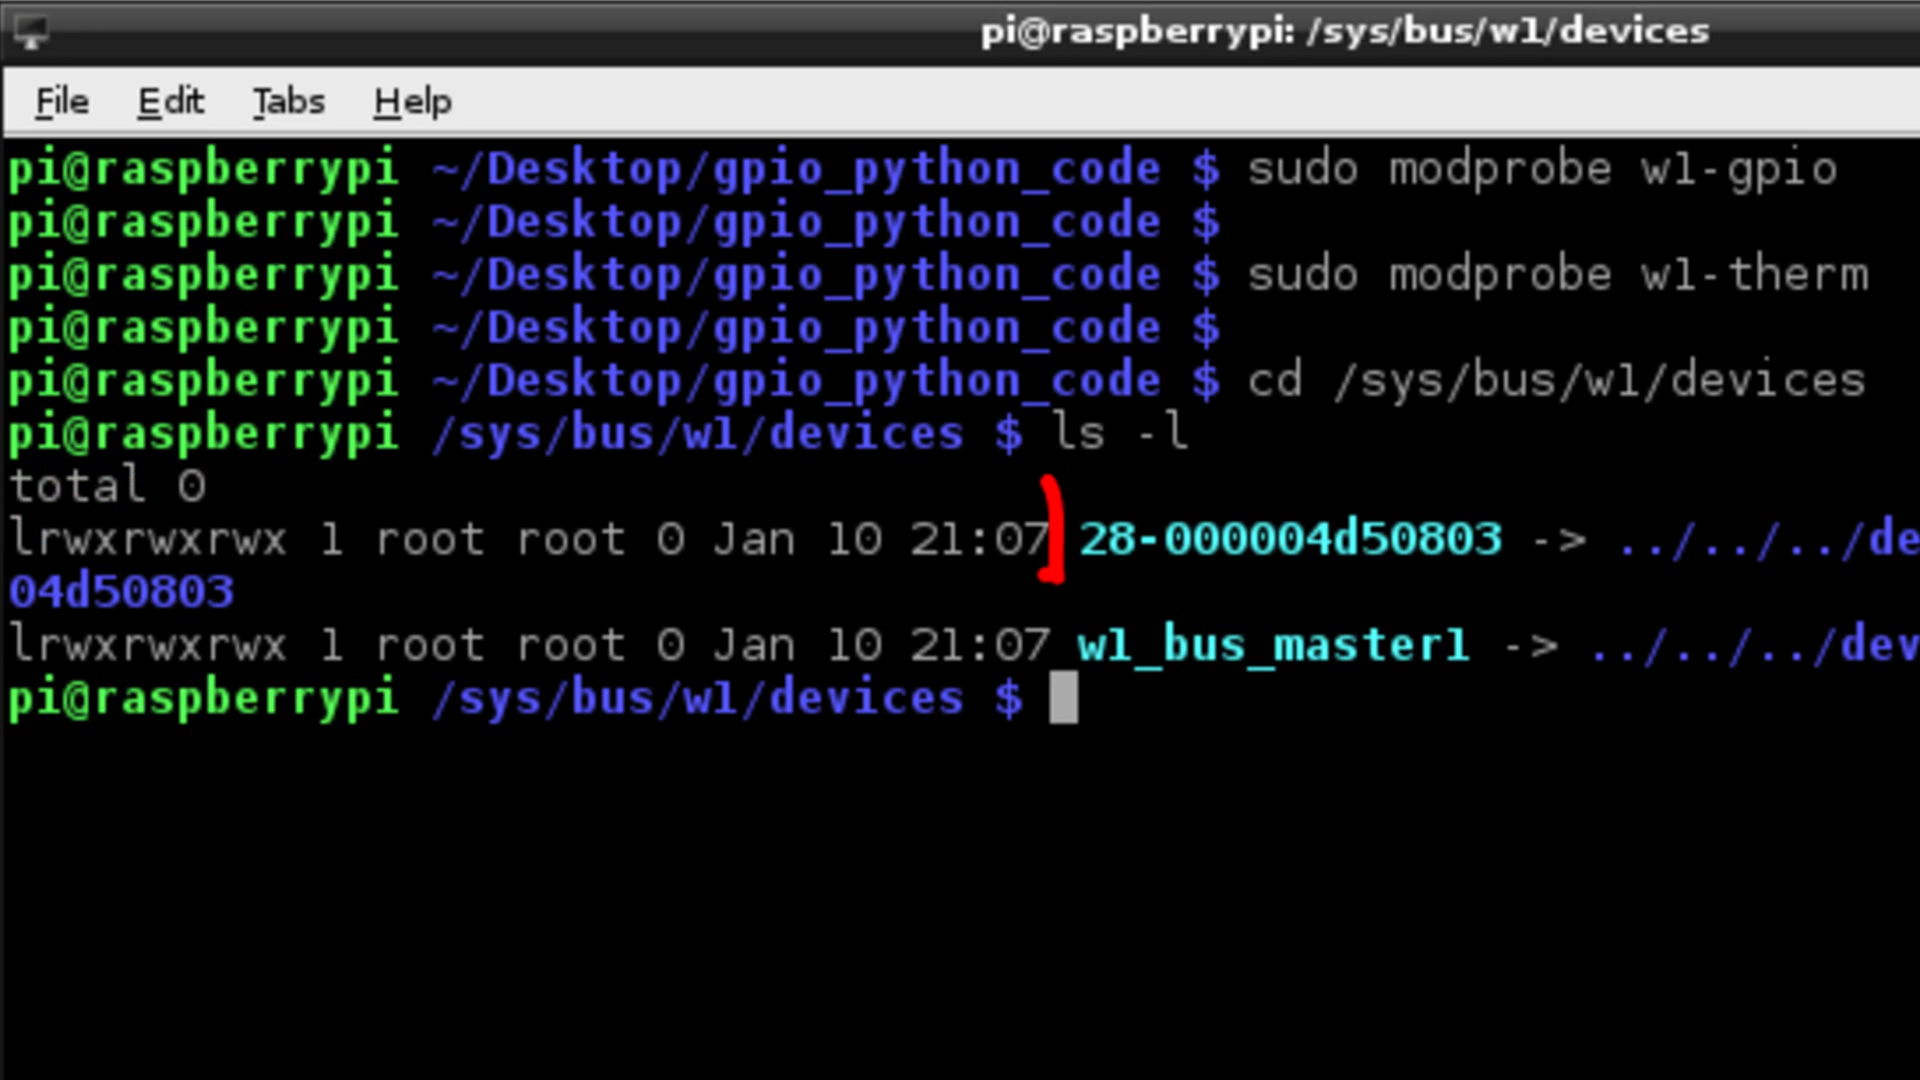 pi@raspberrypi: /sys/bus/w1/devices
File Edit Tabs Help
pi@raspberrypi ~/Desktop/gpio_python_code $ sudo modprobe w1-gpio
pi@raspberrypi ~/Desktop/gpio_python_code $
pi@raspberrypi ~/Desktop/gpio_python_code $ sudo modprobe w1-therm
pi@raspberrypi ~/Desktop/gpio_python_code $
pi@raspberrypi ~/Desktop/gpio_python_code $ cd /sys/bus/w1/devices
pi@raspberrypi /sys/bus/w1/devices $ ls -l
total 0
lrwxrwxrwx 1 root root 0 Jan 10 21:07 28-000004d50803 -> ../../../de
04d50803
lrwxrwxrwx 1 root root 0 Jan 10 21:07 w1_bus_master1 -> ../../../dev
pi@raspberrypi /sys/bus/w1/devices $